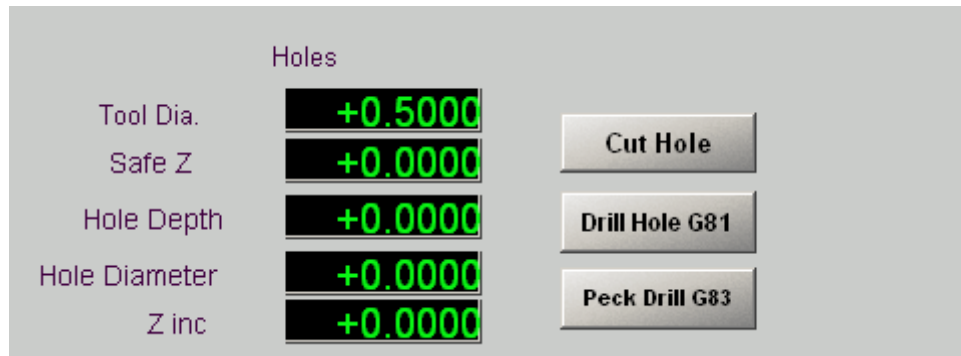 Holes
Tool Dia. +0.5000
Safe Z +0.0000
Cut Hole
Hole Depth +0.0000
Drill Hole G81
Hole Diameter +0.0000
Peck Drill G83
Z inc +0.0000